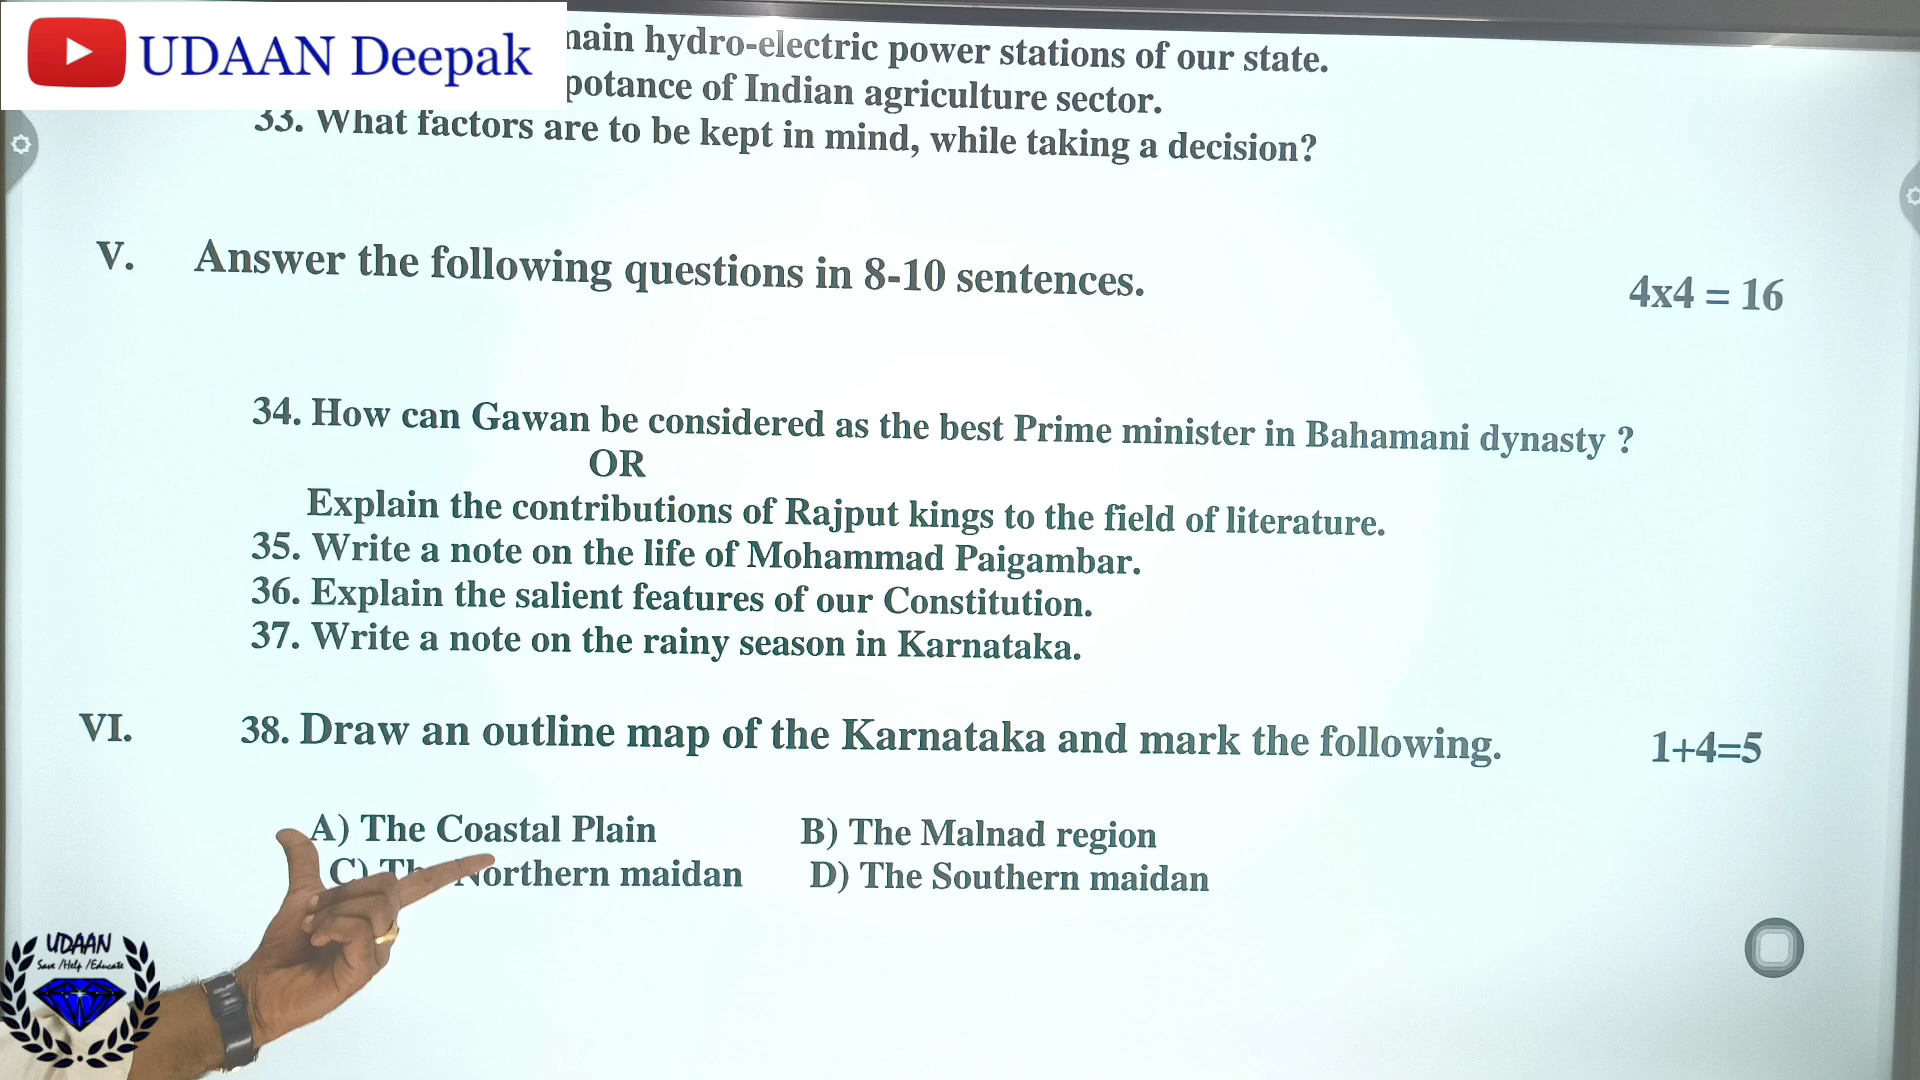 UDAAN Deepak
hydro-electric power stations of our state.
of Indian agriculture sector.
33. What factors are to be kept in mind, while taking a decision?
V. Answer the following questions in 8-10 sentences. 4x4 = 16
34. How can Gawan be considered as the best Prime minister in Bahamani dynasty ?
OR
Explain the contributions of Rajput kings to the field of literature.
35. Write a note on the life of Mohammad Paigambar.
36. Explain the salient features of our Constitution.
37. Write a note on the rainy season in Karnataka.
VI. 38. Draw an outline map of the Karnataka and mark the following. 1+4=5
A) The Coastal Plain B) The Malnad region
C) Northern maidan D) The Southern maidan
UDAAN
Save /Help /Educate